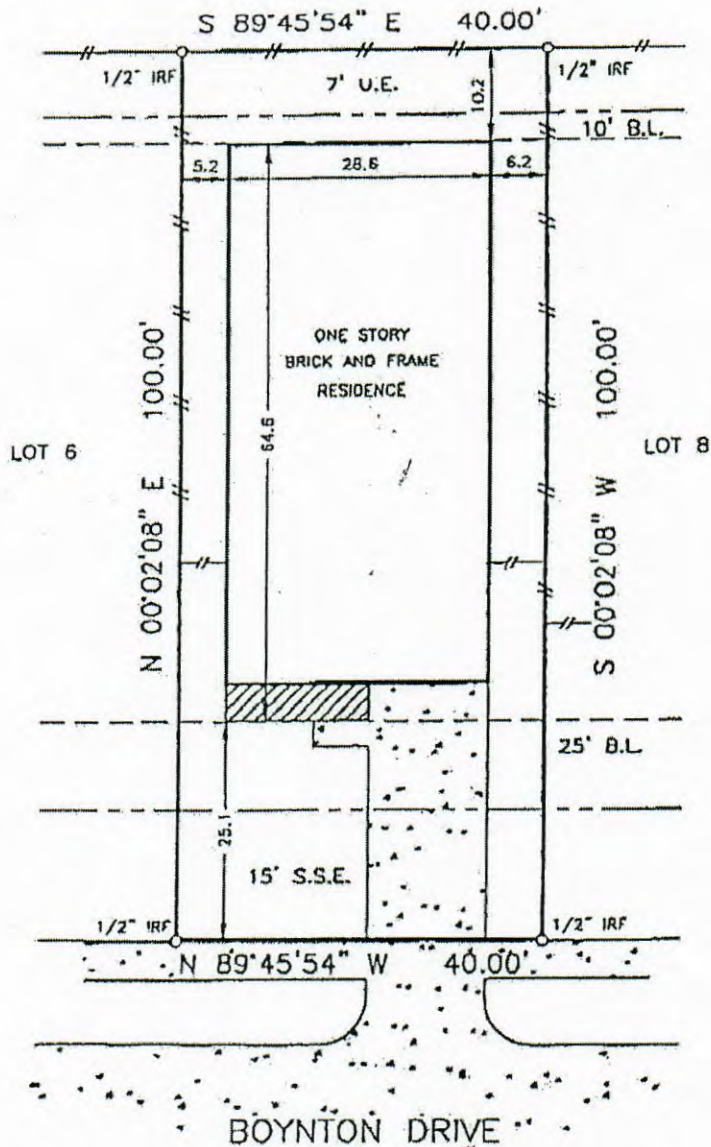 S 89°45'54" E 40.00'
1/2" IRF
7' U.E.
10.2
1/2" IRF
10' B.L.
5.2
28.6
6.2
ONE STORY
BRICK AND FRAME
RESIDENCE
64.6
N 00°02'08" E 100.00'
S 00°02'08" W 100.00'
LOT 6
LOT 8
25' B.L.
25.1
15' S.S.E.
1/2" IRF
1/2" IRF
N 89°45'54" W 40.00'
BOYNTON DRIVE